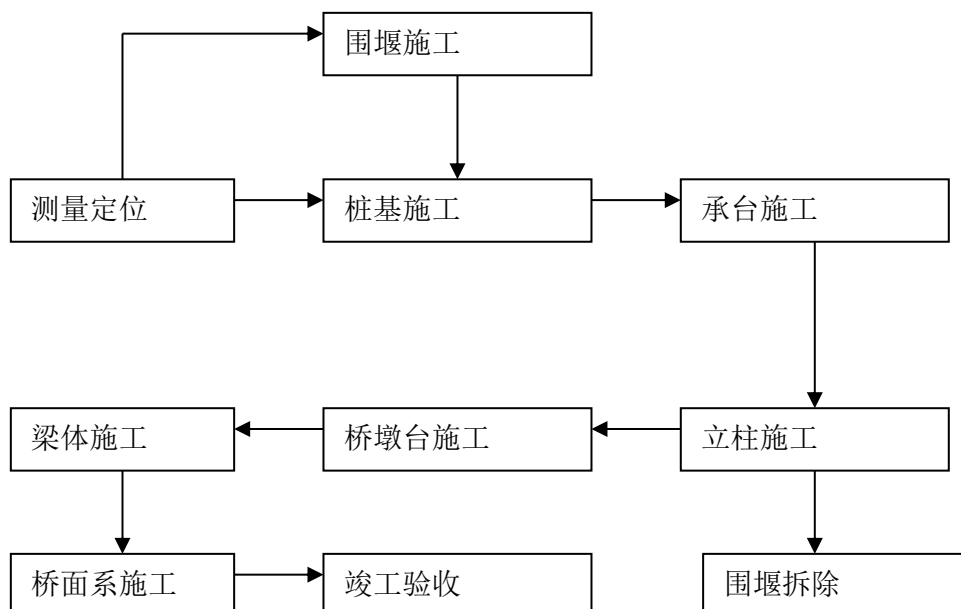 围堰施工
测量定位
桩基施工
承台施工
梁体施工
桥墩台施工
立柱施工
桥面系施工
竣工验收
围堰拆除